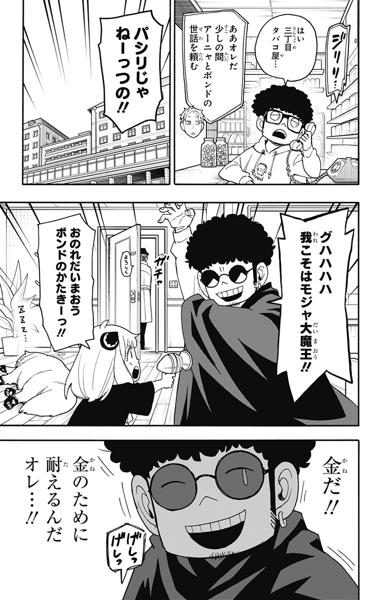 ジリリ…
はい
三丁目
タバコ
屋…
ああオレだ
少しの間
アーニャとボンドの
世話を頼む
パシリじゃ
ねーっつの!!
グハハハハ
我こそはモジャ大魔王!!
ガチャ
おのれだいまおう
ボンドのかたきーっ!!
ZZZ…
金だ!!
金のために
耐えるんだ
オレ…!!
げしっ
げしっ